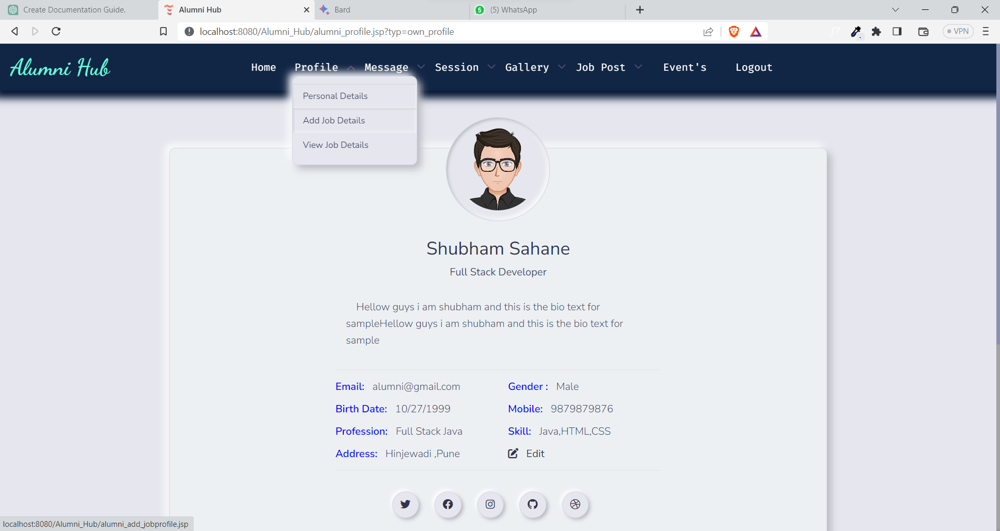 Create Documentation Guide.
Alumni Hub
Bard
5
(5) WhatsApp
localhost:8080/Alumni_Hub/alumni_profile.jsp?typ=own_profile
VPN
Alumni Hub
Home
Profile
Message
Session
Gallery
Job Post
Event's
Logout
Personal Details
Add Job Details
View Job Details
Shubham Sahane
Full Stack Developer
Hellow guys i am shubham and this is the bio text for
sampleHellow guys i am shubham and this is the bio text for
sample
Email: alumni@gmail.com
Gender : Male
Birth Date: 10/27/1999
Mobile: 9879879876
Profession: Full Stack Java
Skill: Java,HTML,CSS
Address: Hinjewadi ,Pune
Edit
localhost:8080/Alumni_Hub/alumni_add_jobprofile.jsp